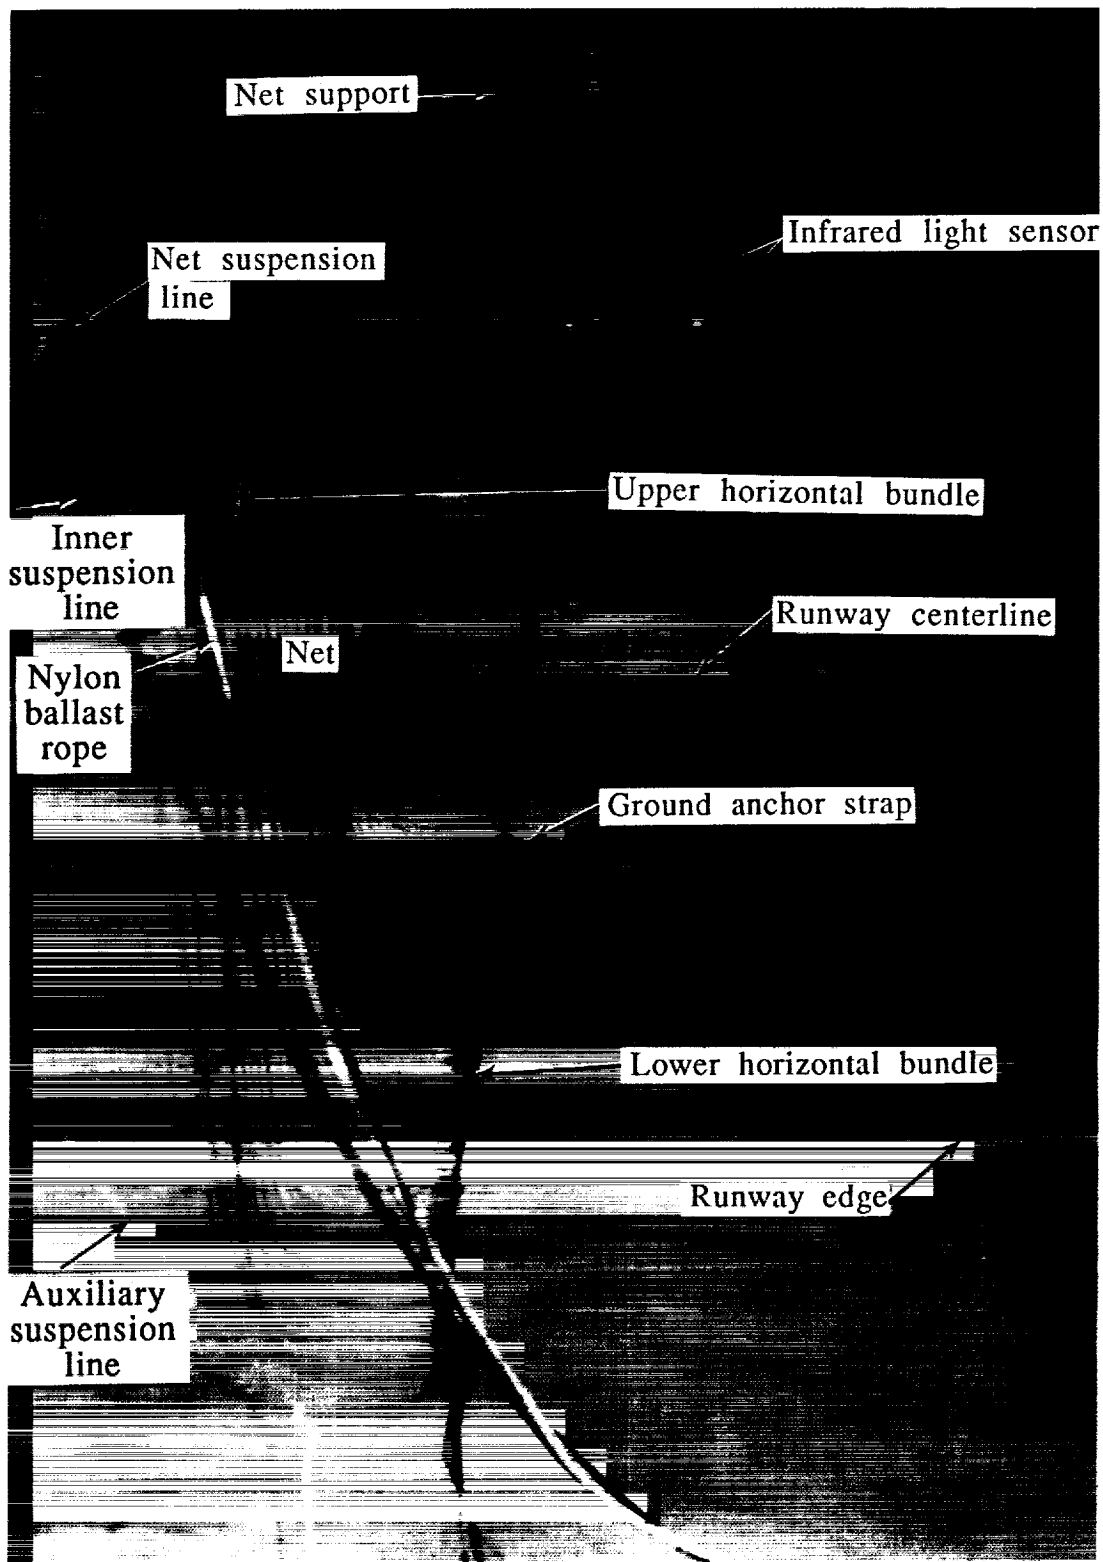 Net support
Infrared light sensor
Net suspension
line
Upper horizontal bundle
Inner
suspension
line
Runway centerline
Net
Nylon
ballast
rope
Ground anchor strap
Lower horizontal bundle
Runway edge
Auxiliary
suspension
line